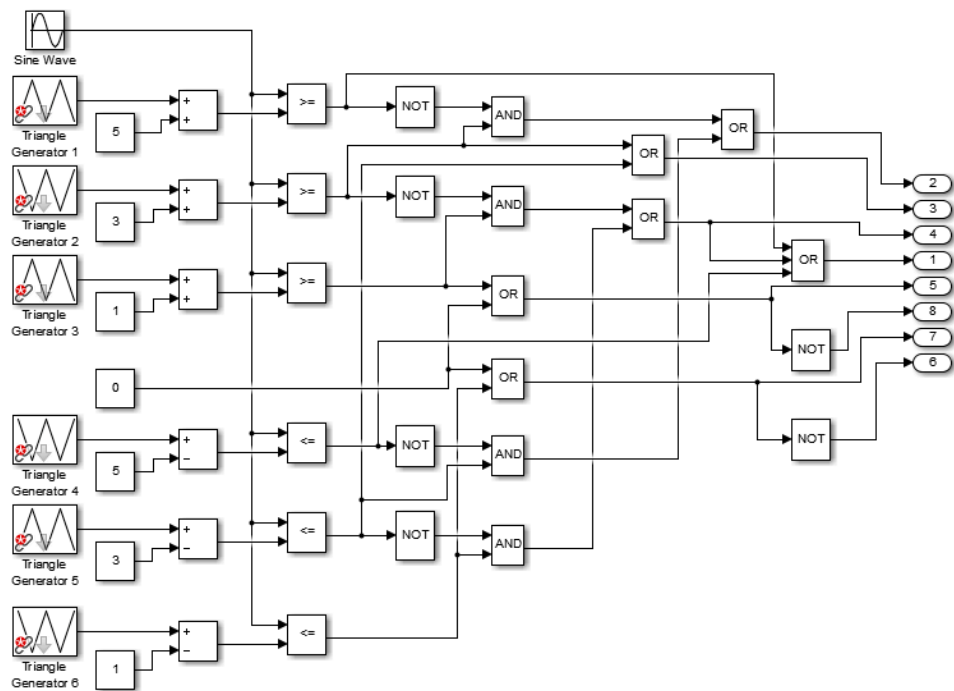 Sine Wave
Triangle
Generator 1
5
+
+
>=
NOT
AND
OR
OR
Triangle
Generator 2
3
+
+
>=
NOT
AND
OR
2
3
4
Triangle
Generator 3
1
+
+
>=
OR
OR
1
5
8
NOT
7
0
OR
6
Triangle
Generator 4
5
+
−
<=
NOT
AND
NOT
Triangle
Generator 5
3
+
−
<=
NOT
AND
Triangle
Generator 6
1
+
−
<=